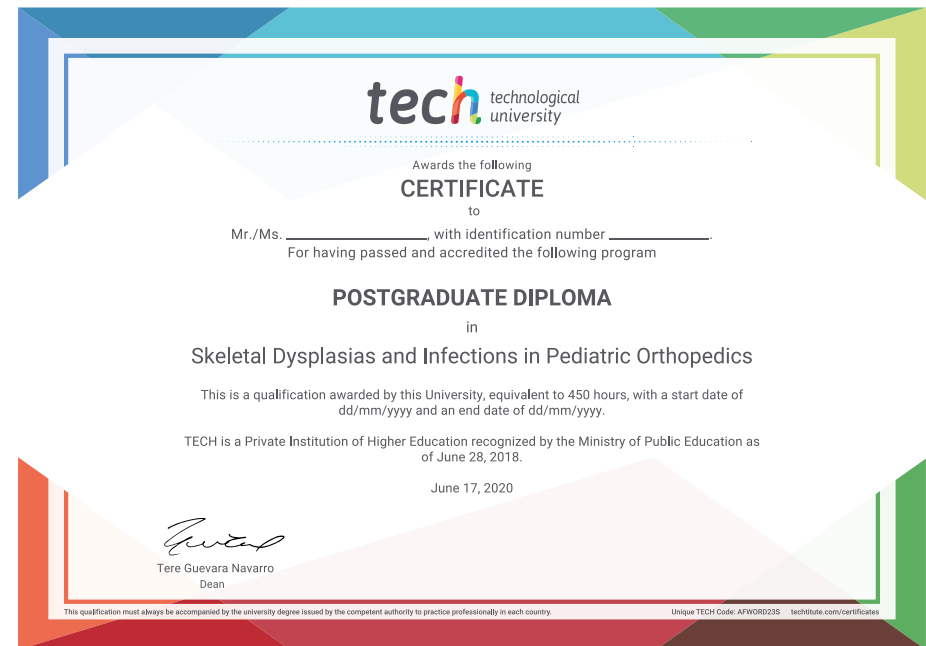 tech technological
university
Awards the following
CERTIFICATE
to
Mr./Ms. ____________________, with identification number ______________.
For having passed and accredited the following program
POSTGRADUATE DIPLOMA
in
Skeletal Dysplasias and Infections in Pediatric Orthopedics
This is a qualification awarded by this University, equivalent to 450 hours, with a start date of
dd/mm/yyyy and an end date of dd/mm/yyyy.
TECH is a Private Institution of Higher Education recognized by the Ministry of Public Education as
of June 28, 2018.
June 17, 2020
Tere Guevara Navarro
Dean
This qualification must always be accompanied by the university degree issued by the competent authority to practice professionally in each country.
Unique TECH Code: AFWORD23S techtitute.com/certificates